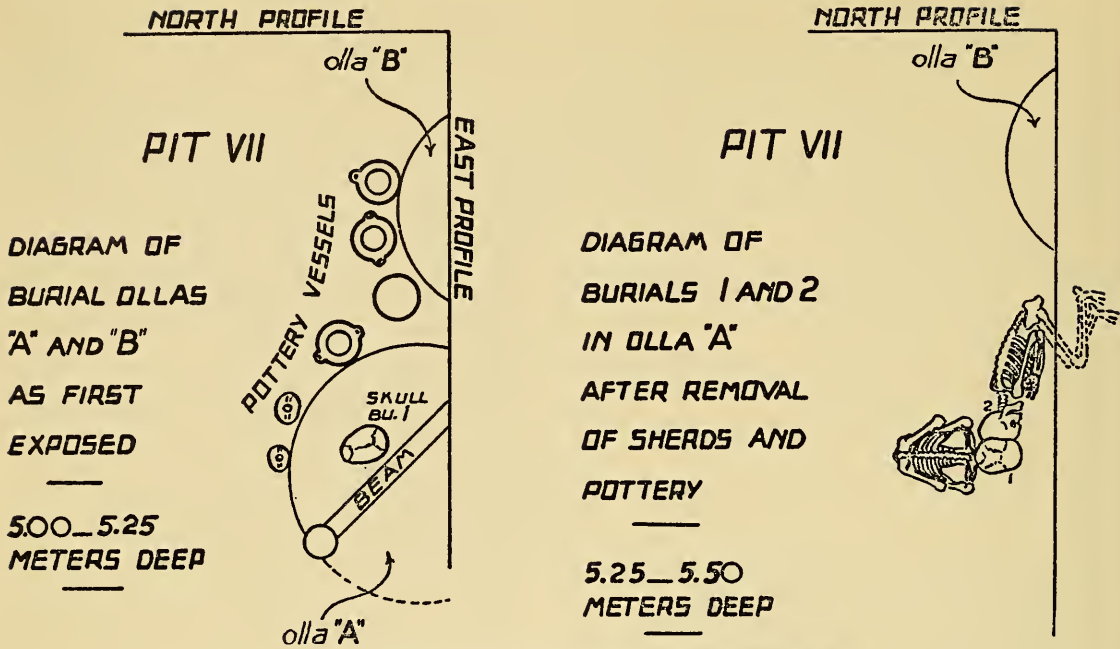 NORTH PROFILE
olla "B"
PIT VII
EAST PROFILE
POTTERY VESSELS
DIAGRAM OF
BURIAL OLLAS
"A" AND "B"
AS FIRST
EXPOSED
SKULL
BU. 1
BEAM
5.00_5.25
METERS DEEP
olla "A"
NORTH PROFILE
olla "B"
PIT VII
DIAGRAM OF
BURIALS 1 AND 2
IN OLLA "A"
AFTER REMOVAL
OF SHERDS AND
POTTERY
2
1
5.25_5.50
METERS DEEP